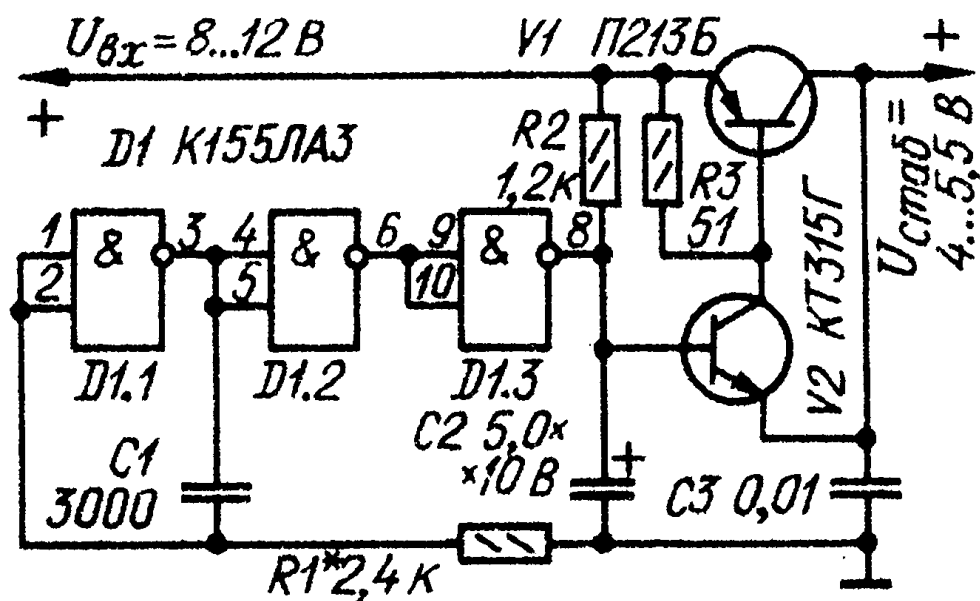 Uвх = 8...12 В
V1 П213Б
+
+
D1 К155ЛА3
R2
1,2к
R3
51
Uстаб =
4...5,5 В
1
2
&
3
4
5
&
6
9
10
&
8
D1.1
D1.2
D1.3
V2 КТ315Г
C1
3000
C2 5,0×
×10 В
+
C3 0,01
R1* 2,4 к